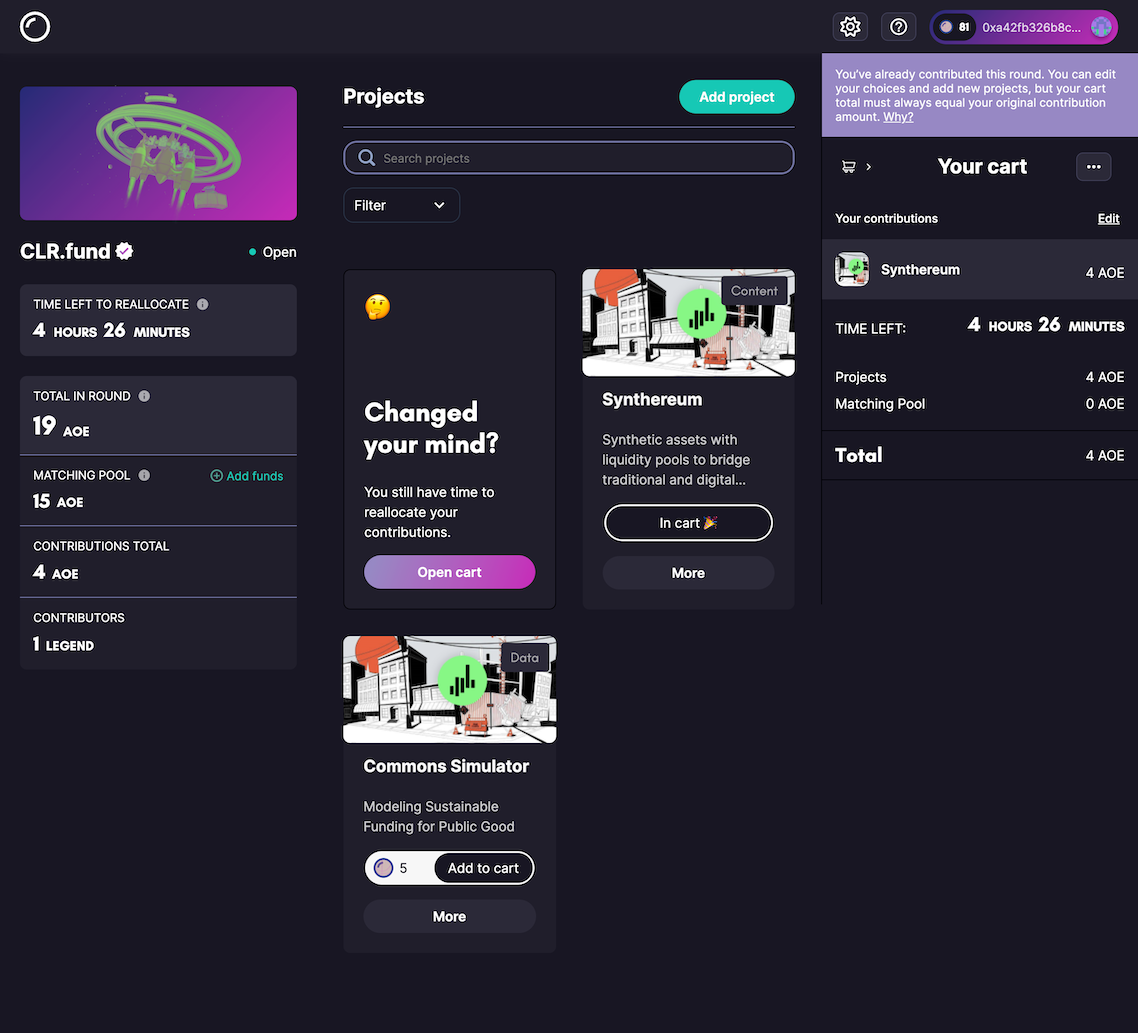 81 0xa42fb326b8c...
CLR.fund
Open
TIME LEFT TO REALLOCATE
4 HOURS 26 MINUTES
TOTAL IN ROUND
19 AOE
MATCHING POOL
Add funds
15 AOE
CONTRIBUTIONS TOTAL
4 AOE
CONTRIBUTORS
1 LEGEND
Projects
Add project
Search projects
Filter
🤔
Changed
your mind?
You still have time to
reallocate your
contributions.
Open cart
Content
Synthereum
Synthetic assets with
liquidity pools to bridge
traditional and digital...
In cart 🎉
More
Data
Commons Simulator
Modeling Sustainable
Funding for Public Good
5
Add to cart
More
You've already contributed this round. You can edit
your choices and add new projects, but your cart
total must always equal your original contribution
amount. Why?
Your cart
Your contributions
Edit
Synthereum
4 AOE
TIME LEFT:
4 HOURS 26 MINUTES
Projects
4 AOE
Matching Pool
0 AOE
Total
4 AOE